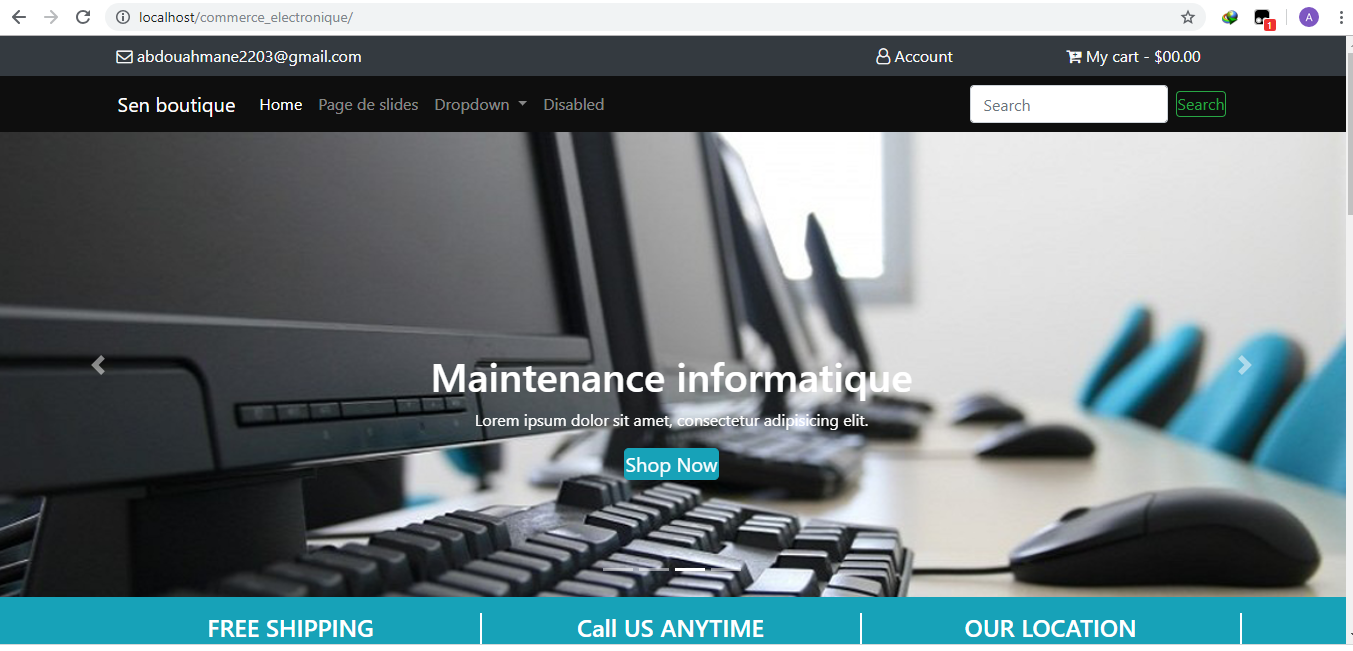 localhost/commerce_electronique/
1
A
abdouahmane2203@gmail.com
Account
My cart - $00.00
Sen boutique
Home
Page de slides
Dropdown
Disabled
Search
Search
Maintenance informatique
Lorem ipsum dolor sit amet, consectetur adipisicing elit.
Shop Now
FREE SHIPPING
Call US ANYTIME
OUR LOCATION